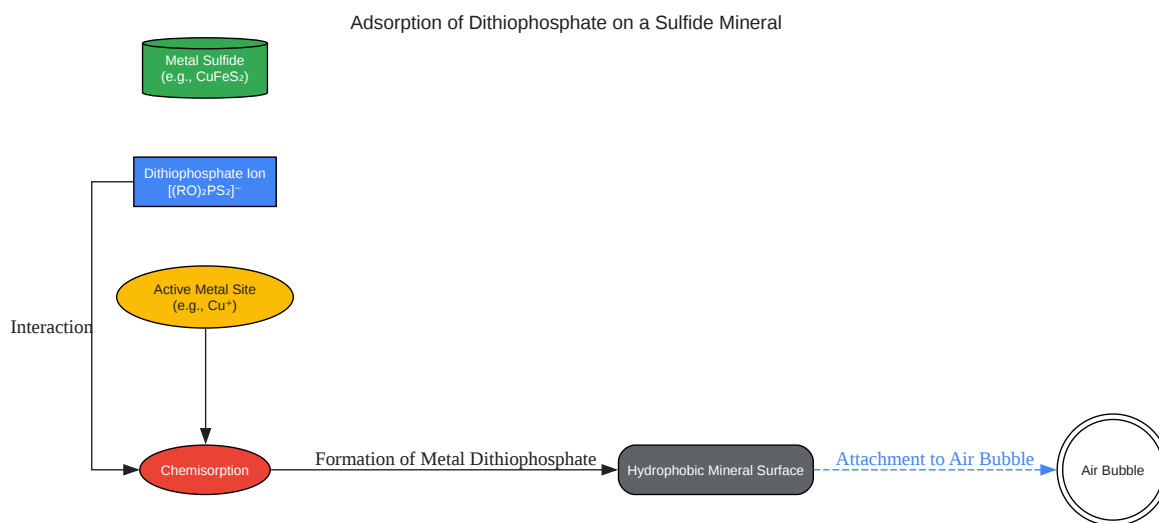 Adsorption of Dithiophosphate on a Sulfide Mineral
Metal Sulfide
(e.g., CuFeS₂)
Dithiophosphate Ion
[(RO)₂PS₂]⁻
Active Metal Site
(e.g., Cu⁺)
Interaction
Chemisorption
Formation of Metal Dithiophosphate
Hydrophobic Mineral Surface
Attachment to Air Bubble
Air Bubble